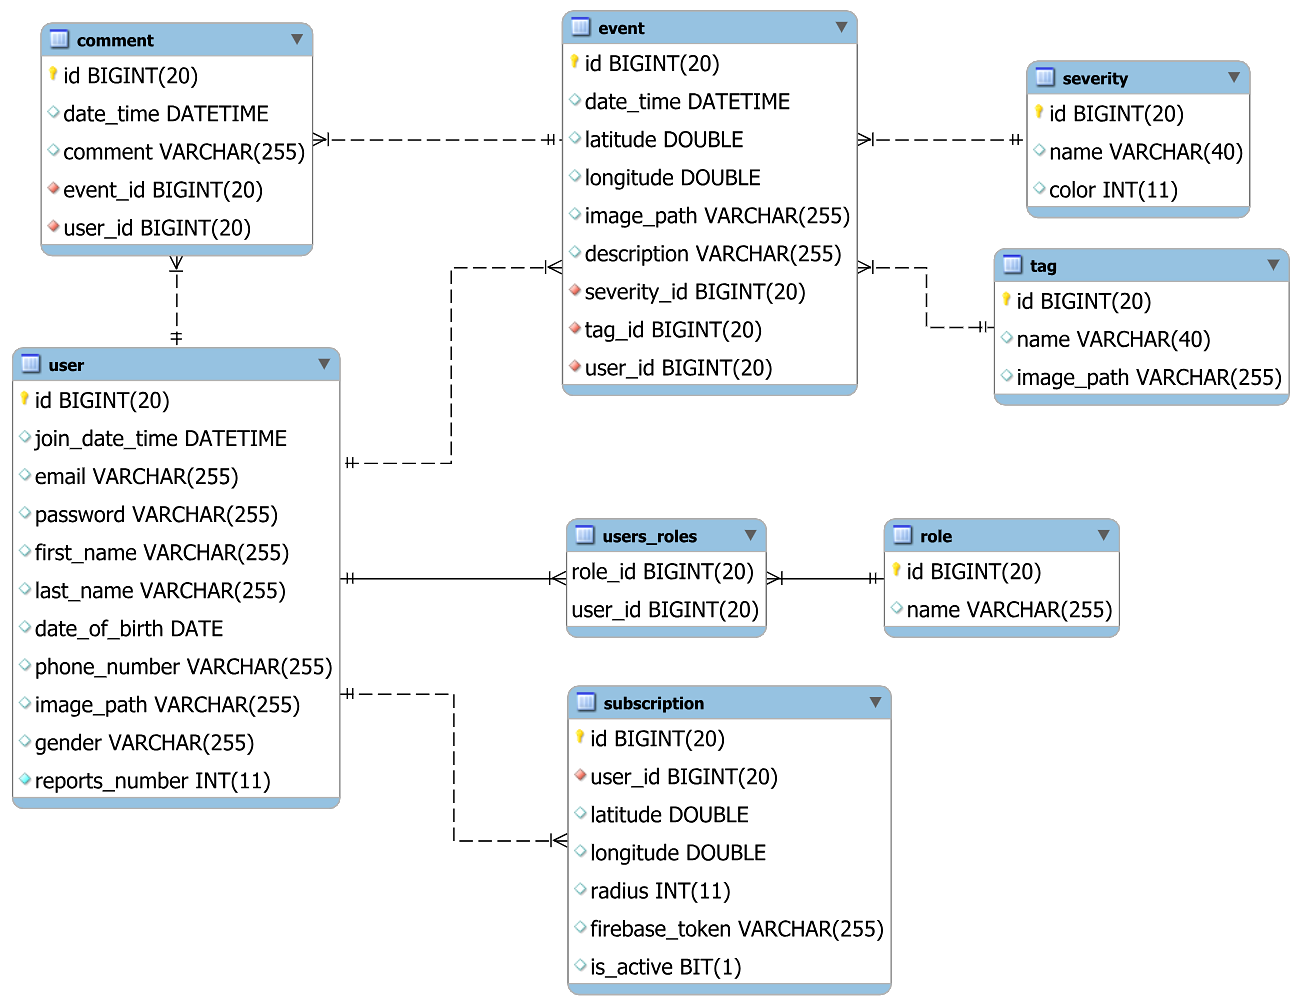 comment
id BIGINT(20)
date_time DATETIME
comment VARCHAR(255)
event_id BIGINT(20)
user_id BIGINT(20)
event
id BIGINT(20)
date_time DATETIME
latitude DOUBLE
longitude DOUBLE
image_path VARCHAR(255)
description VARCHAR(255)
severity_id BIGINT(20)
tag_id BIGINT(20)
user_id BIGINT(20)
severity
id BIGINT(20)
name VARCHAR(40)
color INT(11)
tag
id BIGINT(20)
name VARCHAR(40)
image_path VARCHAR(255)
user
id BIGINT(20)
join_date_time DATETIME
email VARCHAR(255)
password VARCHAR(255)
first_name VARCHAR(255)
last_name VARCHAR(255)
date_of_birth DATE
phone_number VARCHAR(255)
image_path VARCHAR(255)
gender VARCHAR(255)
reports_number INT(11)
users_roles
role_id BIGINT(20)
user_id BIGINT(20)
role
id BIGINT(20)
name VARCHAR(255)
subscription
id BIGINT(20)
user_id BIGINT(20)
latitude DOUBLE
longitude DOUBLE
radius INT(11)
firebase_token VARCHAR(255)
is_active BIT(1)